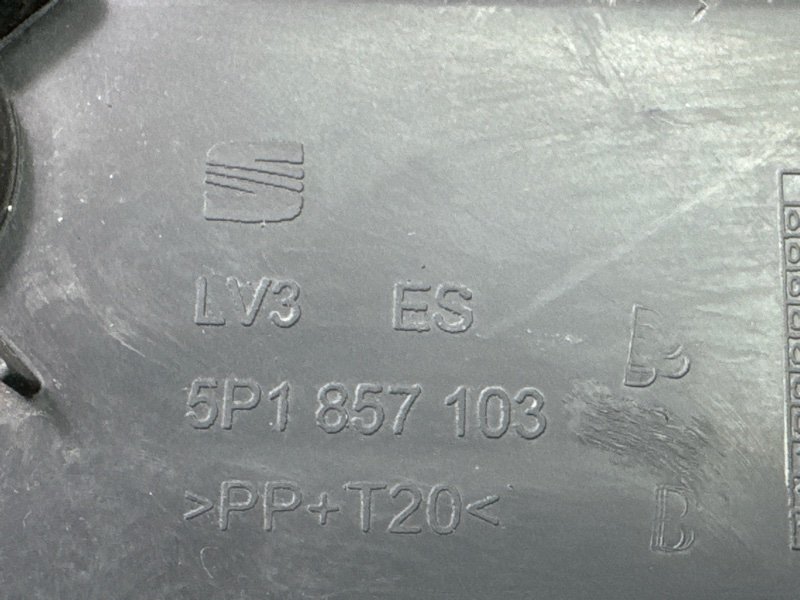 LV3 ES
5P1 857 103 B
>PP+T20< B